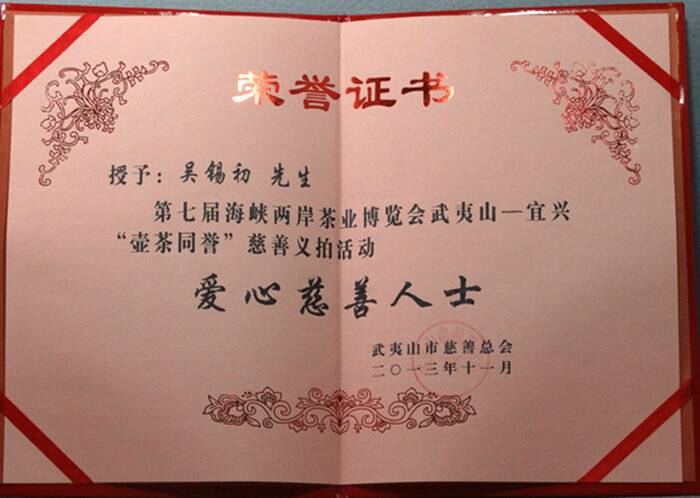 荣誉证书
授予：吴锡初 先生
第七届海峡两岸茶业博览会武夷山—宜兴
“壶茶同誉”慈善义拍活动
爱心慈善人士
武夷山市慈善总会
二〇一三年十一月